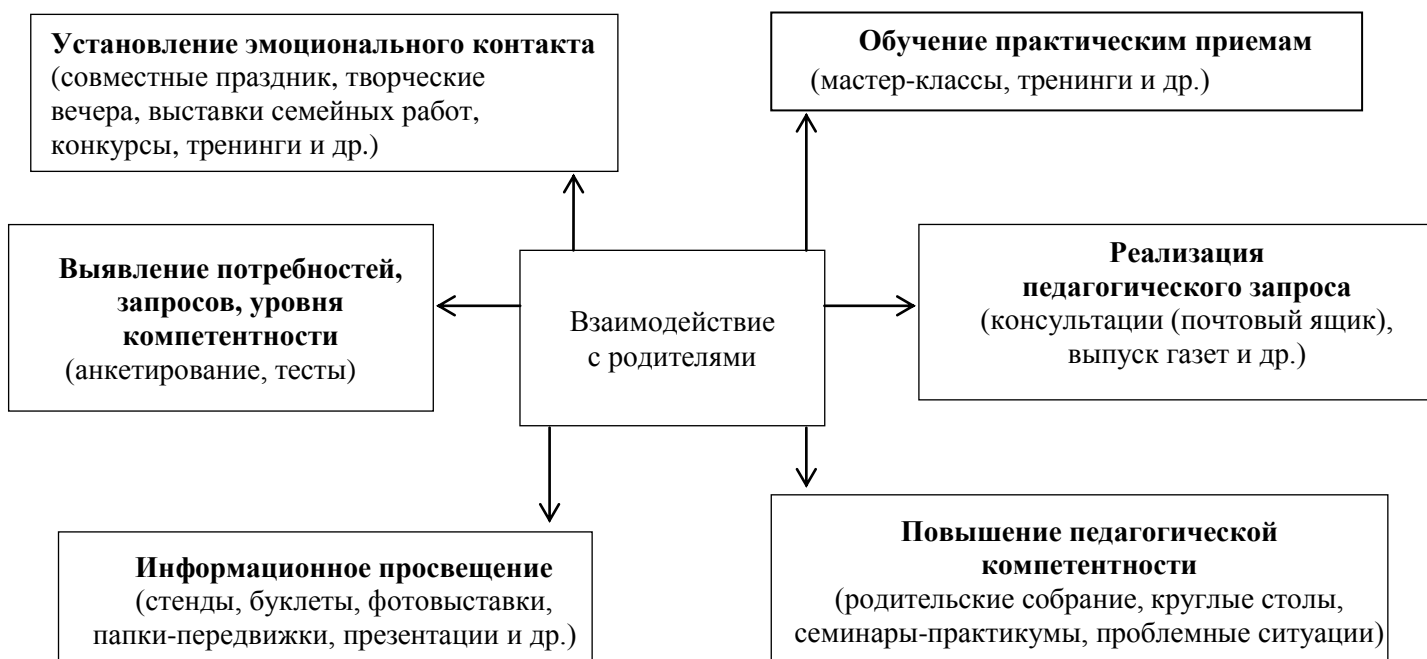 Установление эмоционального контакта
(совместные праздник, творческие
вечера, выставки семейных работ,
конкурсы, тренинги и др.)
Обучение практическим приемам
(мастер-классы, тренинги и др.)
Выявление потребностей,
запросов, уровня
компетентности
(анкетирование, тесты)
Взаимодействие
с родителями
Реализация
педагогического запроса
(консультации (почтовый ящик),
выпуск газет и др.)
Информационное просвещение
(стенды, буклеты, фотовыставки,
папки-передвижки, презентации и др.)
Повышение педагогической
компетентности
(родительские собрание, круглые столы,
семинары-практикумы, проблемные ситуации)